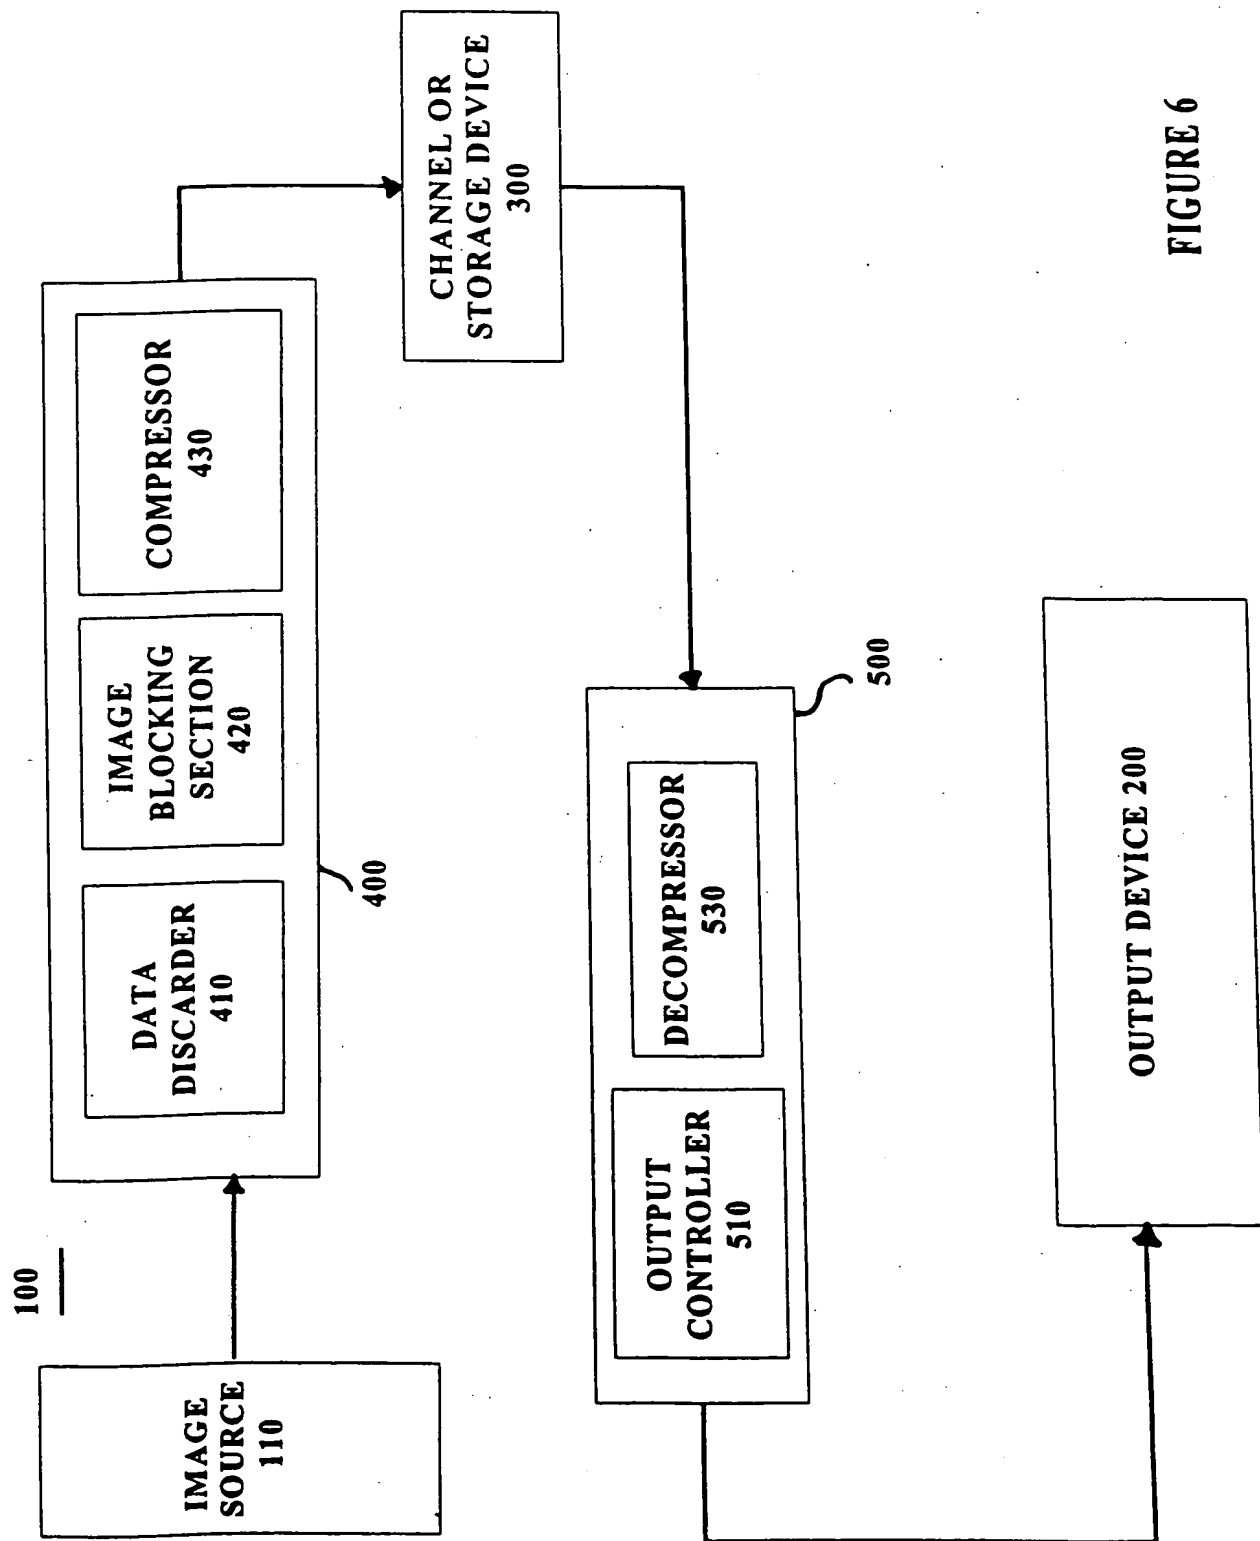 100
IMAGE
SOURCE
110
DATA
DISCARDER
410
IMAGE
BLOCKING
SECTION
420
COMPRESSOR
430
400
CHANNEL OR
STORAGE DEVICE
300
OUTPUT
CONTROLLER
510
DECOMPRESSOR
530
500
OUTPUT DEVICE 200
FIGURE 6